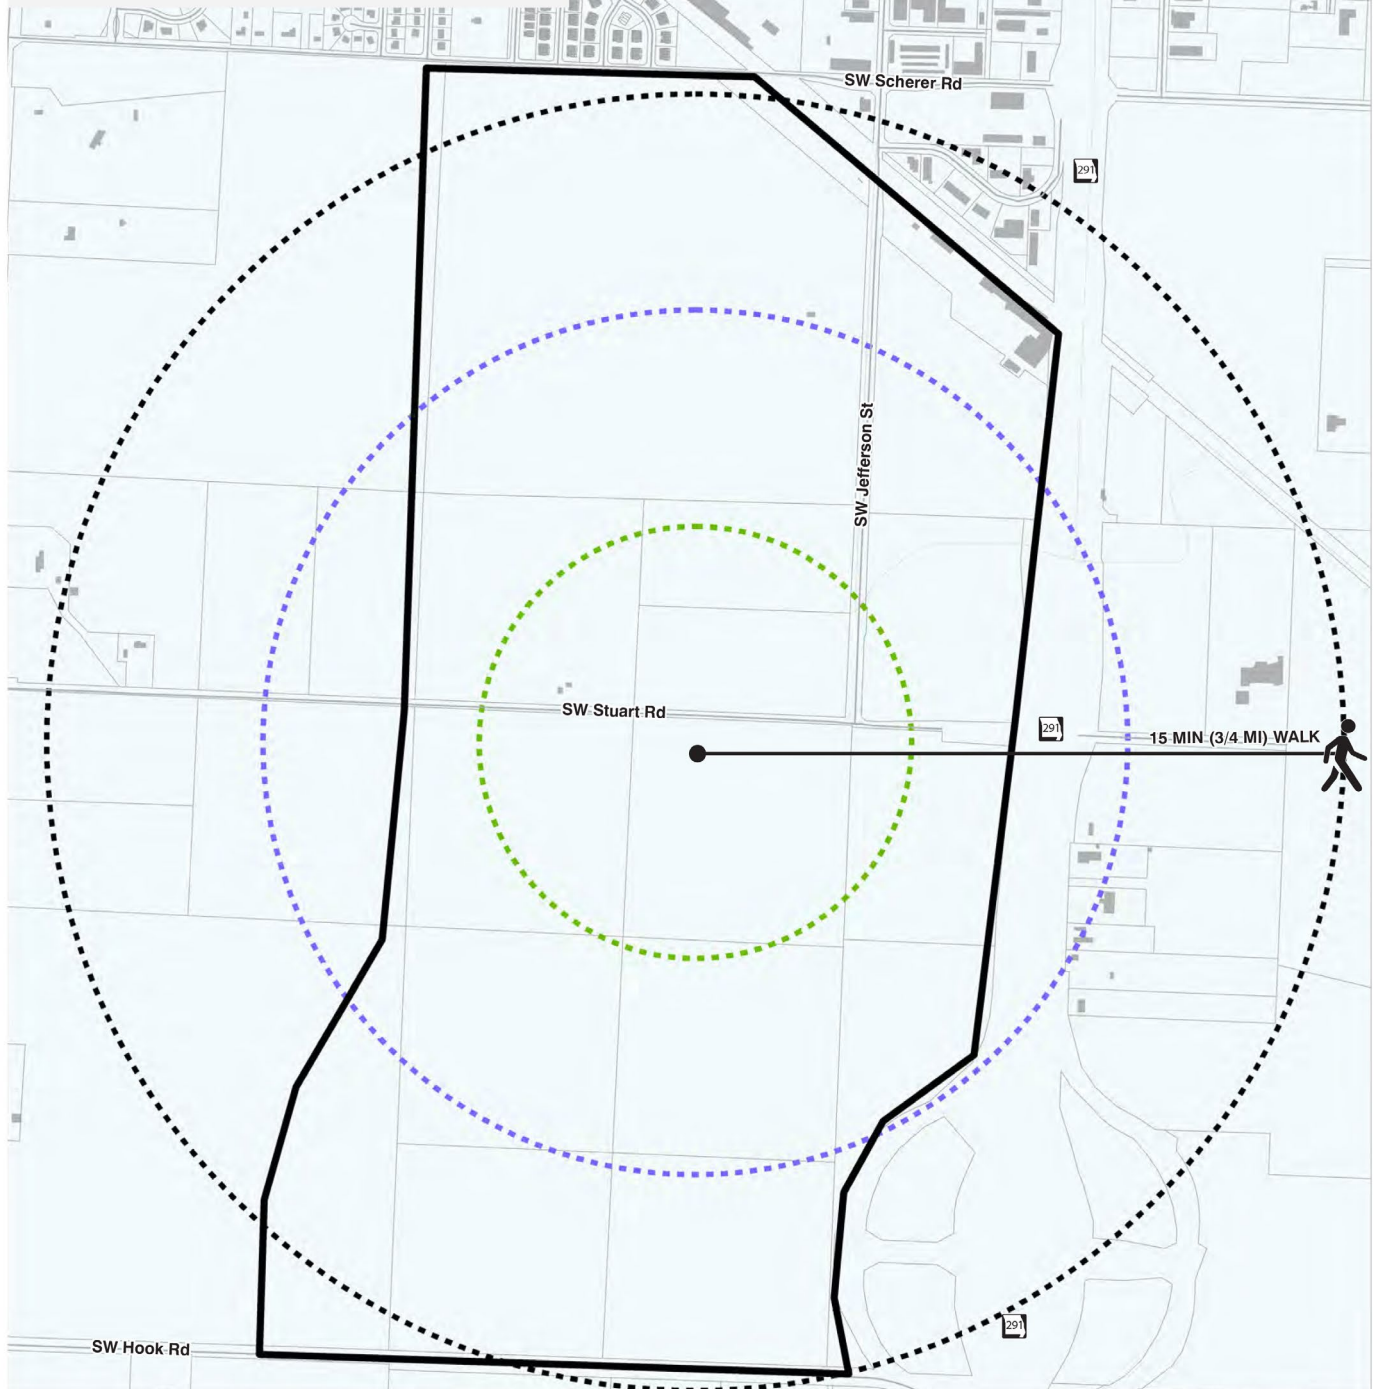 SW Scherer Rd
291
SW Jefferson St
SW Stuart Rd
291
15 MIN (3/4 MI) WALK
291
SW Hook Rd